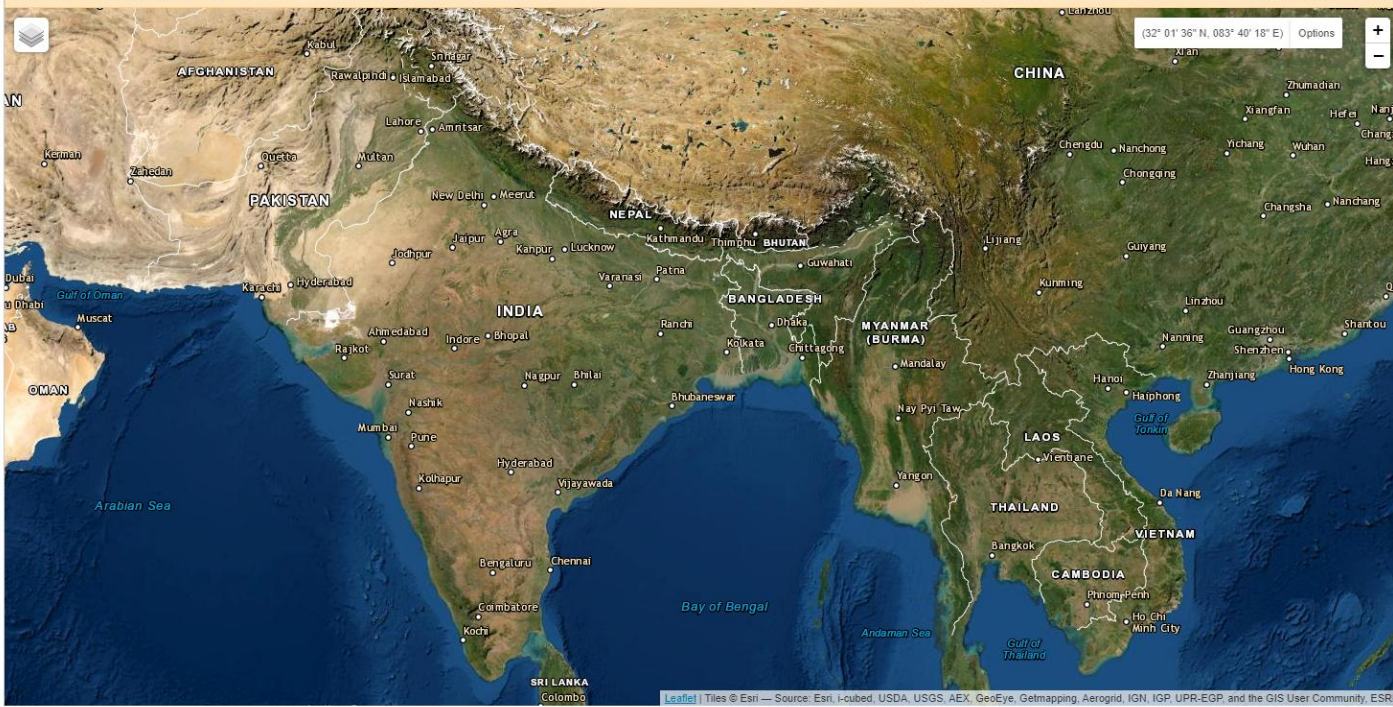 Lanzhou
(32° 01' 36" N, 083° 40' 18" E)
Options
+
−
Kabul
Srinagar
Xi'an
AFGHANISTAN
Rawalpindi
Islamabad
CHINA
Zhumadian
AN
Xiangfan
Hefei
Nanj
Lahore
Amritsar
Chang
Kerman
Zahedan
Quetta
Multan
Chengdu
Nanchong
Yichang
Wuhan
Hang
Chongqing
PAKISTAN
New Delhi
Meerut
NEPAL
Changsha
Nanchang
Jaipur
Agra
Kanpur
Lucknow
Kathmandu
Thimphu
BHUTAN
Lijiang
Guiyang
Jodhpur
Guwahati
Dubai
u Dhabi
Gulf of Oman
Karachi
Hyderabad
Varanasi
Patna
Kunming
BANGLADESH
Linzhou
Q
Muscat
INDIA
AB
Ahmedabad
Rajkot
Indore
Bhopal
Ranchi
Dhaka
MYANMAR
(BURMA)
Kolkata
Chittagong
Nanning
Guangzhou
Shantou
Shenzhen
Hong Kong
Mandalay
OMAN
Surat
Nagpur
Bhilai
Hanoi
Haiphong
Zhanjiang
Nashik
Bhubaneswar
Nay Pyi Taw
Gulf of
Tonkin
Mumbai
Pune
LAOS
Vientiane
Kolhapur
Hyderabad
Vijayawada
Yangon
Da Nang
Arabian Sea
THAILAND
VIETNAM
Bengaluru
Chennai
Bangkok
CAMBODIA
Coimbatore
Bay of Bengal
Phnom Penh
Kochi
Andaman Sea
Gulf of
Thailand
Ho Chi
Minh City
SRI LANKA
Colombo
Leaflet | Tiles © Esri — Source: Esri, i-cubed, USDA, USGS, AEX, GeoEye, Getmapping, Aerogrid, IGN, IGP, UPR-EGP, and the GIS User Community, ESR